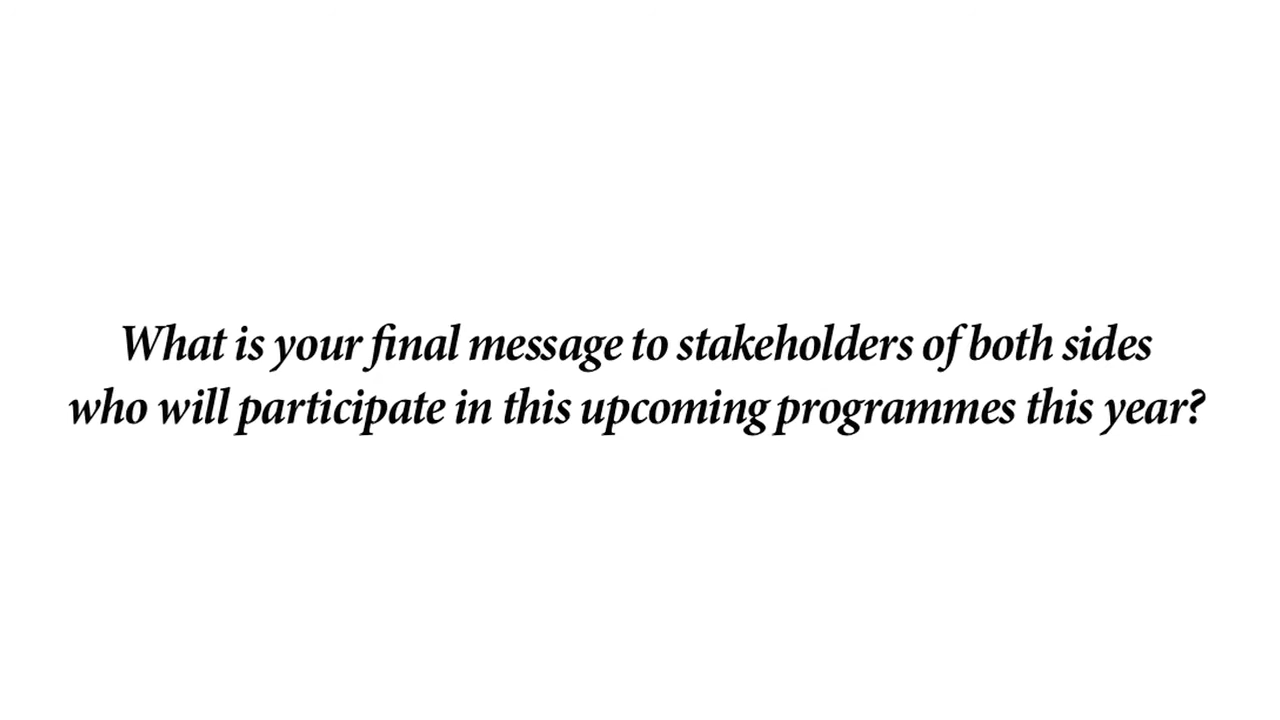 What is your final message to stakeholders of both sides
who will participate in this upcoming programmes this year?